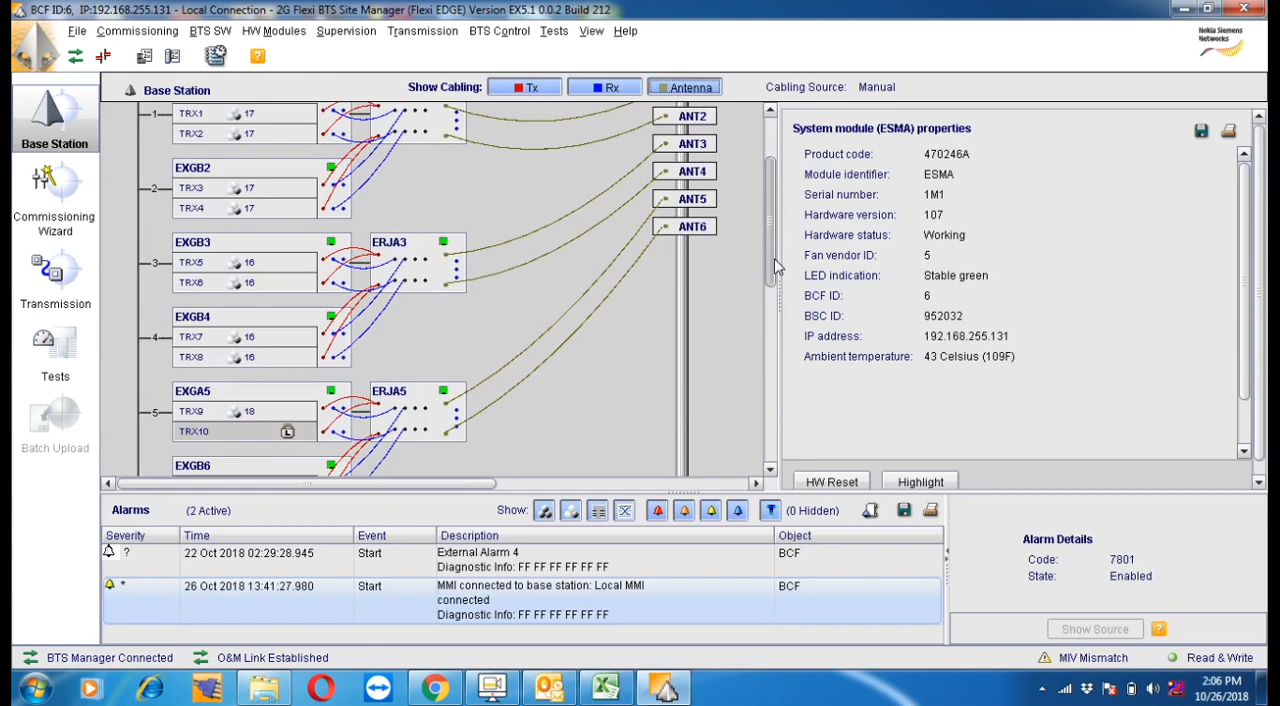 BCF ID:6, IP:192.168.255.131 - Local Connection - 2G Flexi BTS Site Manager (Flexi EDGE) Version EX5.1 0.0.2 Build 212
File Commissioning BTS SW HW Modules Supervision Transmission BTS Control Tests View Help
Nokia Siemens
Networks
Base Station
Show Cabling: Tx Rx Antenna
Cabling Source: Manual
Base Station
Commissioning
Wizard
Transmission
Tests
Batch Upload
1
TRX1 17
TRX2 17
2
EXGB2
TRX3 17
TRX4 17
3
EXGB3
TRX5 16
TRX6 16
ERJA3
4
EXGB4
TRX7 16
TRX8 16
5
EXGA5
TRX9 18
TRX10 L
ERJA5
EXGB6
ANT2
ANT3
ANT4
ANT5
ANT6
System module (ESMA) properties
Product code: 470246A
Module identifier: ESMA
Serial number: 1M1
Hardware version: 107
Hardware status: Working
Fan vendor ID: 5
LED indication: Stable green
BCF ID: 6
BSC ID: 952032
IP address: 192.168.255.131
Ambient temperature: 43 Celsius (109F)
HW Reset Highlight
Alarms (2 Active) Show: (0 Hidden)
Severity Time Event Description Object
? 22 Oct 2018 02:29:28.945 Start External Alarm 4 BCF
Diagnostic Info: FF FF FF FF FF FF
* 26 Oct 2018 13:41:27.980 Start MMI connected to base station: Local MMI BCF
connected
Diagnostic Info: FF FF FF FF FF FF
Alarm Details
Code: 7801
State: Enabled
Show Source ?
BTS Manager Connected O&M Link Established MIV Mismatch Read & Write
2:06 PM
10/26/2018